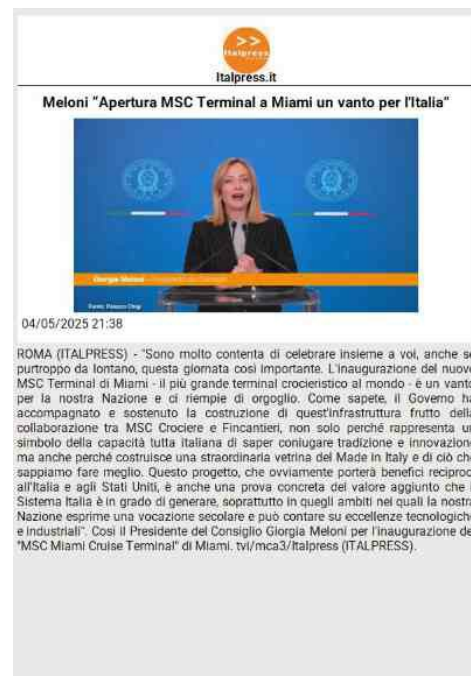 >>
Italpress
Italpress.it
Meloni “Apertura MSC Terminal a Miami un vanto per l'Italia”
Giorgia Meloni
Fonte: Palazzo Chigi
04/05/2025 21:38
ROMA (ITALPRESS) - "Sono molto contenta di celebrare insieme a voi, anche se
purtroppo da lontano, questa giornata così importante. L'inaugurazione del nuovo
MSC Terminal di Miami - il più grande terminal crocieristico al mondo - è un vanto
per la nostra Nazione e ci riempie di orgoglio. Come sapete, il Governo ha
accompagnato e sostenuto la costruzione di quest'infrastruttura frutto della
collaborazione tra MSC Crociere e Fincantieri, non solo perché rappresenta un
simbolo della capacità tutta italiana di saper coniugare tradizione e innovazione
ma anche perché costruisce una straordinaria vetrina del Made in Italy e di ciò che
sappiamo fare meglio. Questo progetto, che ovviamente porterà benefici reciproc
all'Italia e agli Stati Uniti, è anche una prova concreta del valore aggiunto che i
Sistema Italia è in grado di generare, soprattutto in quegli ambiti nei quali la nostra
Nazione esprime una vocazione secolare e può contare su eccellenze tecnologiche
e industriali". Così il Presidente del Consiglio Giorgia Meloni per l'inaugurazione de
"MSC Miami Cruise Terminal" di Miami. tvi/mca3/Italpress (ITALPRESS).